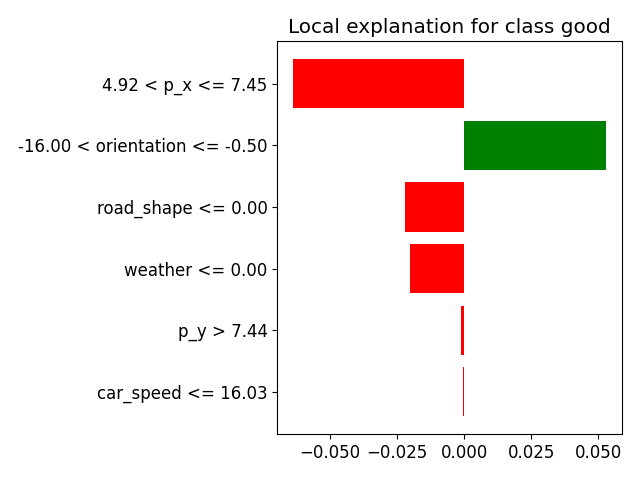 Local explanation for class good
4.92 < p_x <= 7.45
-16.00 < orientation <= -0.50
road_shape <= 0.00
weather <= 0.00
p_y > 7.44
car_speed <= 16.03
−0.050 −0.025 0.000 0.025 0.050